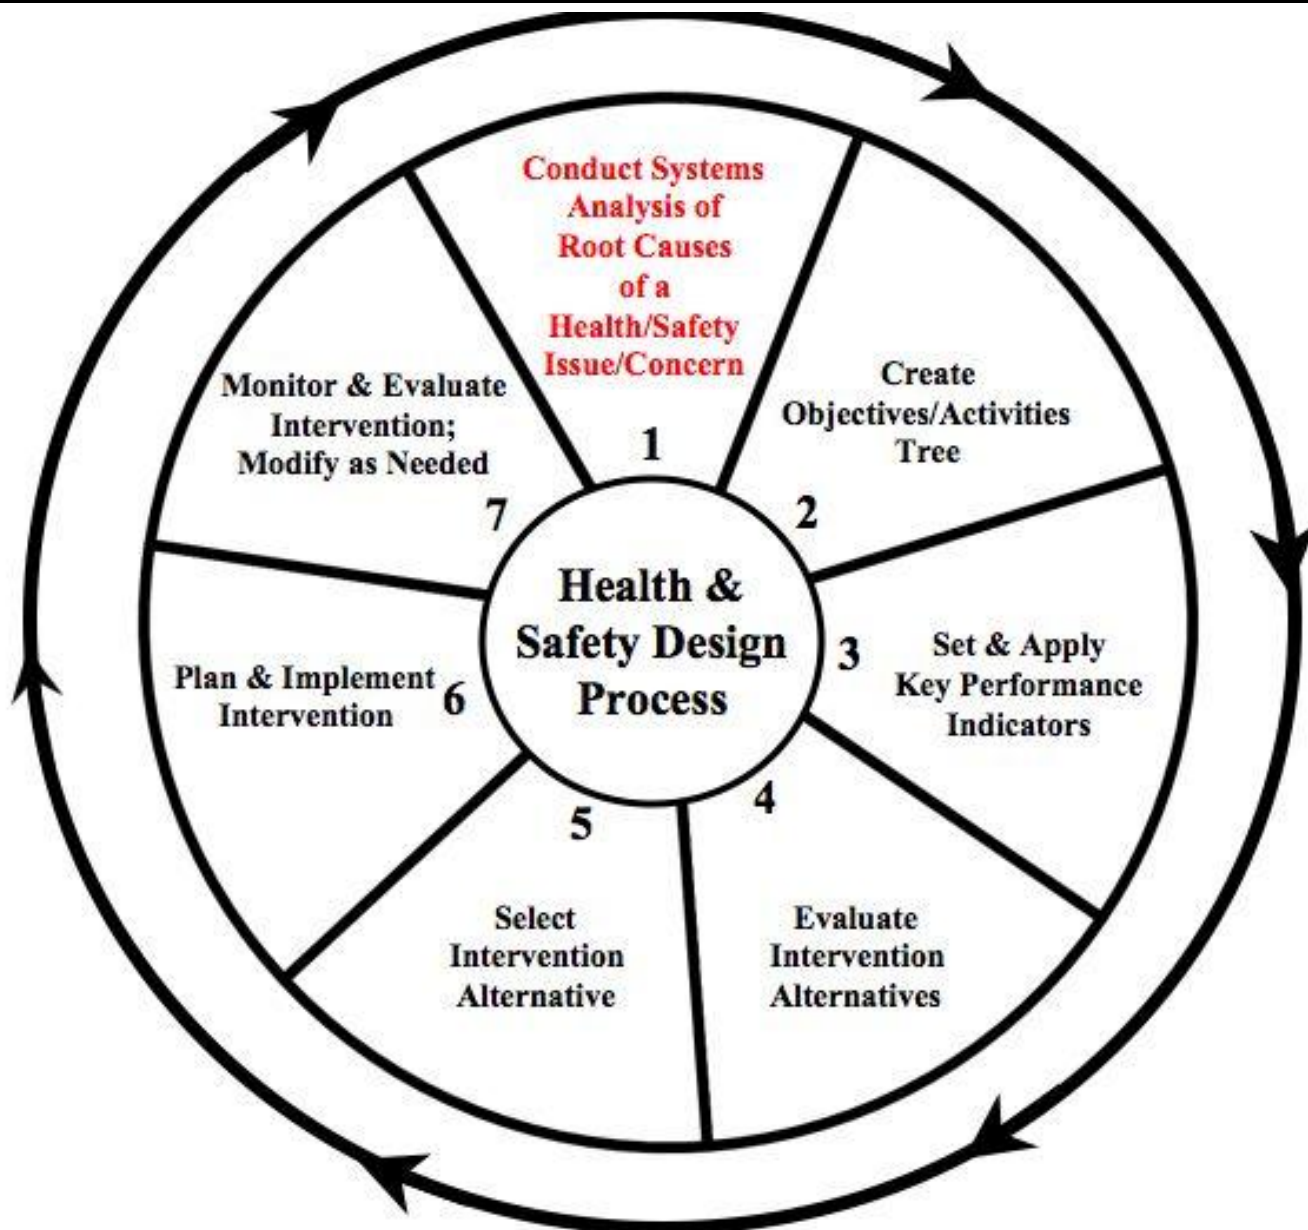 Conduct Systems
Analysis of
Root Causes
of a
Health/Safety
Issue/Concern
1
Create
Objectives/Activities
Tree
2
Set & Apply
Key Performance
Indicators
3
Evaluate
Intervention
Alternatives
4
Select
Intervention
Alternative
5
Plan & Implement
Intervention
6
Monitor & Evaluate
Intervention;
Modify as Needed
7
Health &
Safety Design
Process